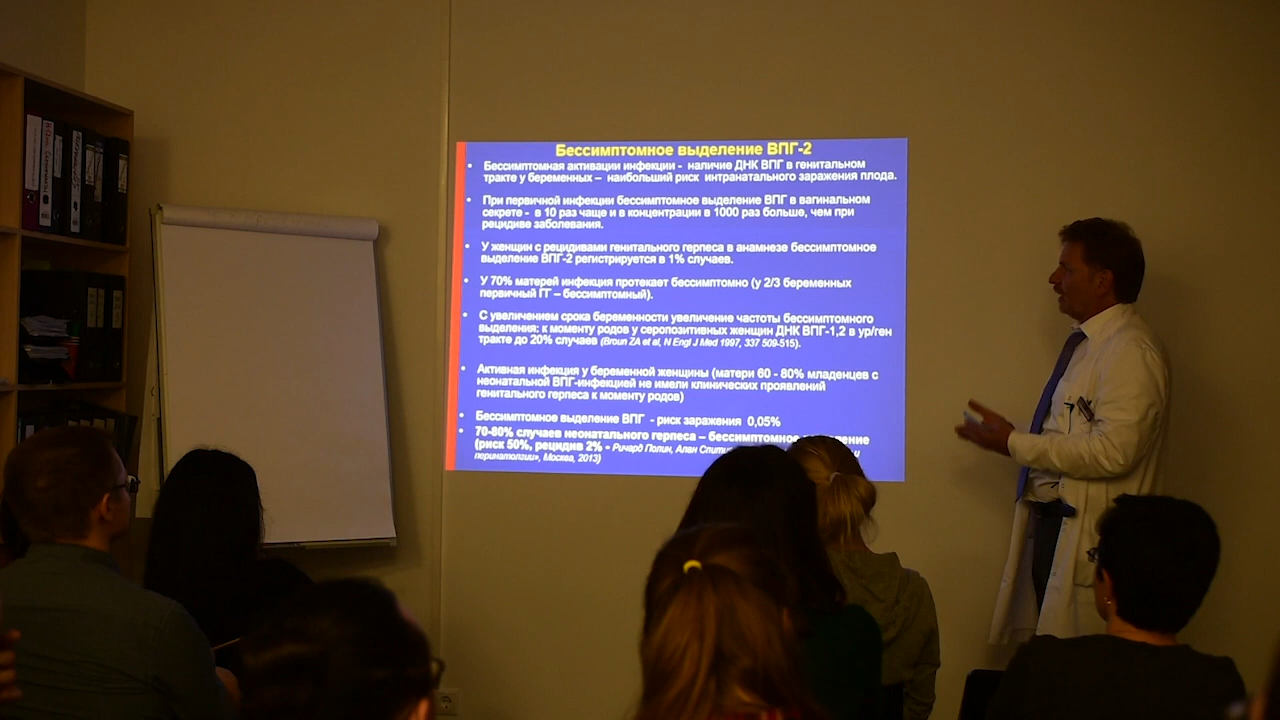 Бессимптомное выделение ВПГ-2
• Бессимптомная активации инфекции - наличие ДНК ВПГ в генитальном
тракте у беременных – наибольший риск интранатального заражения плода.
• При первичной инфекции бессимптомное выделение ВПГ в вагинальном
секрете - в 10 раз чаще и в концентрации в 1000 раз больше, чем при
рецидиве заболевания.
• У женщин с рецидивами генитального герпеса в анамнезе бессимптомное
выделение ВПГ-2 регистрируется в 1% случаев.
• У 70% матерей инфекция протекает бессимптомно (у 2/3 беременных
первичный ГГ – бессимптомный).
• С увеличением срока беременности увеличение частоты бессимптомного
выделения: к моменту родов у серопозитивных женщин ДНК ВПГ-1,2 в ур/ген
тракте до 20% случаев (Broun ZA et al, N Engl J Med 1997, 337 509-515).
• Активная инфекция у беременной женщины (матери 60 - 80% младенцев с
неонатальной ВПГ-инфекцией не имели клинических проявлений
генитального герпеса к моменту родов)
• Бессимптомное выделение ВПГ - риск заражения 0,05%
• 70-80% случаев неонатального герпеса – бессимптомное
(риск 50%, рецидив 2% - Ричард Полин, Алан и
перинатолгии», Москва, 2013)